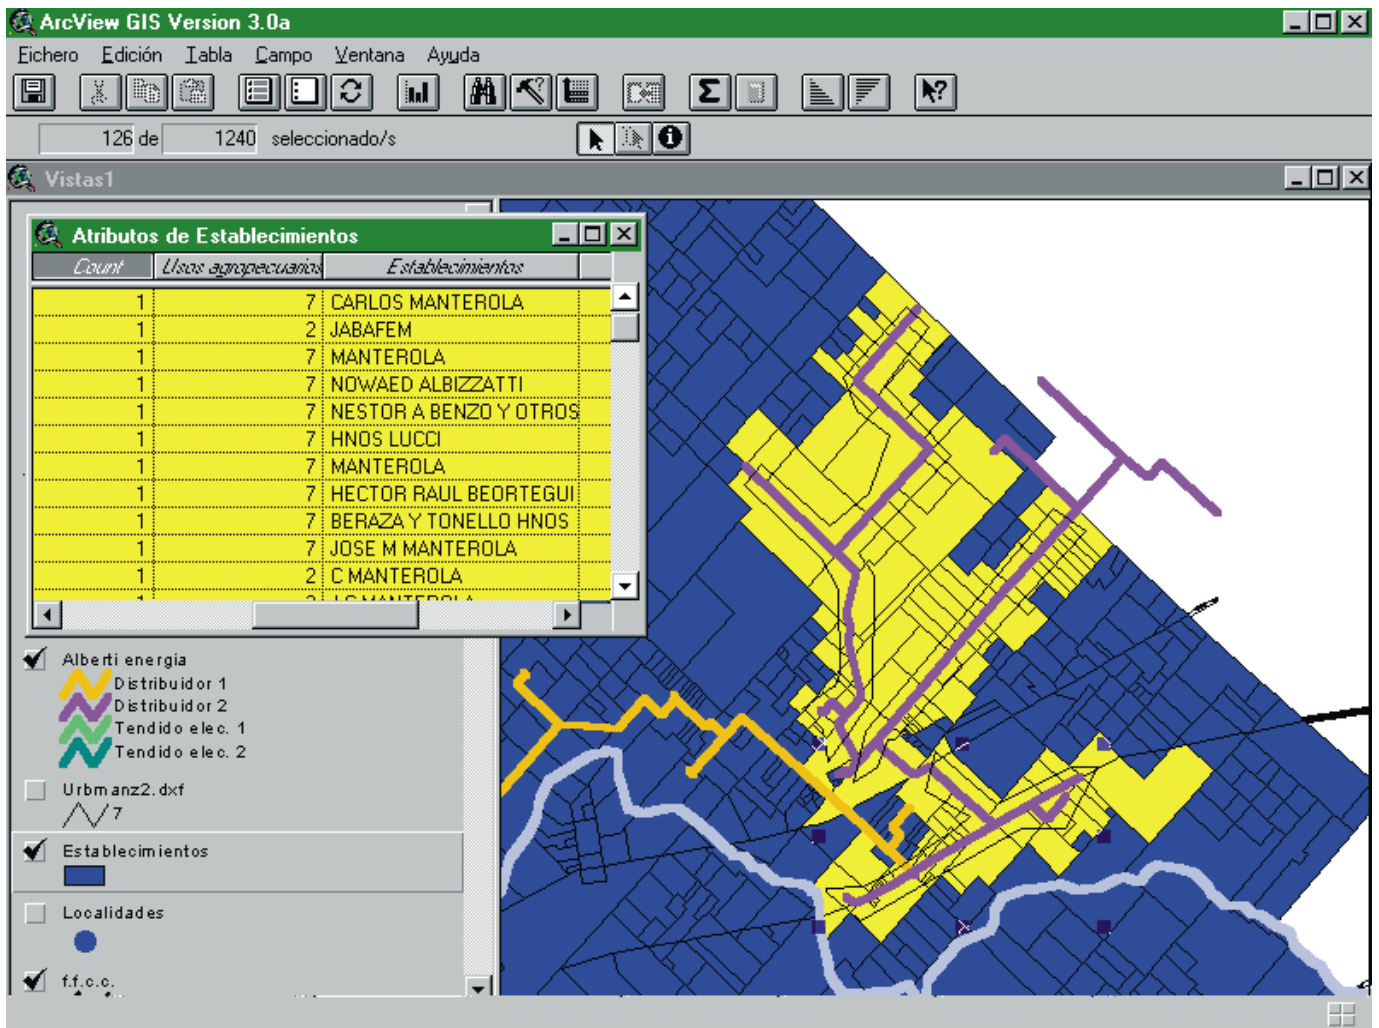 ArcView GIS Version 3.0a
Fichero Edición Tabla Campo Ventana Ayuda
126 de 1240 seleccionado/s
Vistas1
Atributos de Establecimientos
Count Usos agropecuarios Establecimientos
1 7 CARLOS MANTEROLA
1 2 JABAFEM
1 7 MANTEROLA
1 7 NOWAED ALBIZZATTI
1 7 NESTOR A BENZO Y OTROS
1 7 HNOS LUCCI
1 7 MANTEROLA
1 7 HECTOR RAUL BEORTEGUI
1 7 BERAZA Y TONELLO HNOS
1 7 JOSE M MANTEROLA
1 2 C MANTEROLA
Alberti energia
Distribuidor 1
Distribuidor 2
Tendido elec. 1
Tendido elec. 2
Urbmanz2.dxf
7
Establecimientos
Localidades
f.f.c.c.